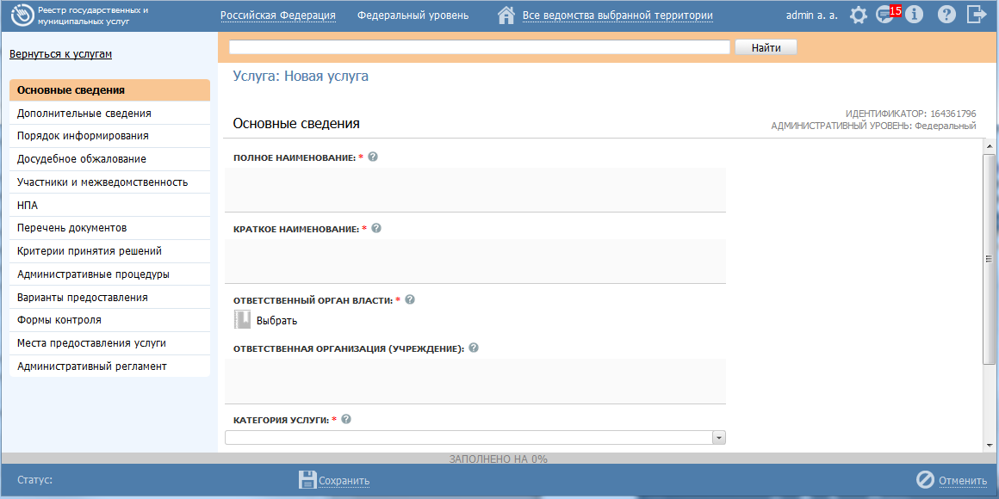 Реестр государственных и
муниципальных услуг
Российская Федерация
Федеральный уровень
Все ведомства выбранной территории
admin a. a.
15
Вернуться к услугам
Найти
Основные сведения
Дополнительные сведения
Порядок информирования
Досудебное обжалование
Участники и межведомственность
НПА
Перечень документов
Критерии принятия решений
Административные процедуры
Варианты предоставления
Формы контроля
Места предоставления услуги
Административный регламент
Услуга: Новая услуга
Основные сведения
ИДЕНТИФИКАТОР: 164361796
АДМИНИСТРАТИВНЫЙ УРОВЕНЬ: Федеральный
ПОЛНОЕ НАИМЕНОВАНИЕ: * ?
КРАТКОЕ НАИМЕНОВАНИЕ: * ?
ОТВЕТСТВЕННЫЙ ОРГАН ВЛАСТИ: * ?
Выбрать
ОТВЕТСТВЕННАЯ ОРГАНИЗАЦИЯ (УЧРЕЖДЕНИЕ): ?
КАТЕГОРИЯ УСЛУГИ: * ?
ЗАПОЛНЕНО НА 0%
Статус:
Сохранить
Отменить